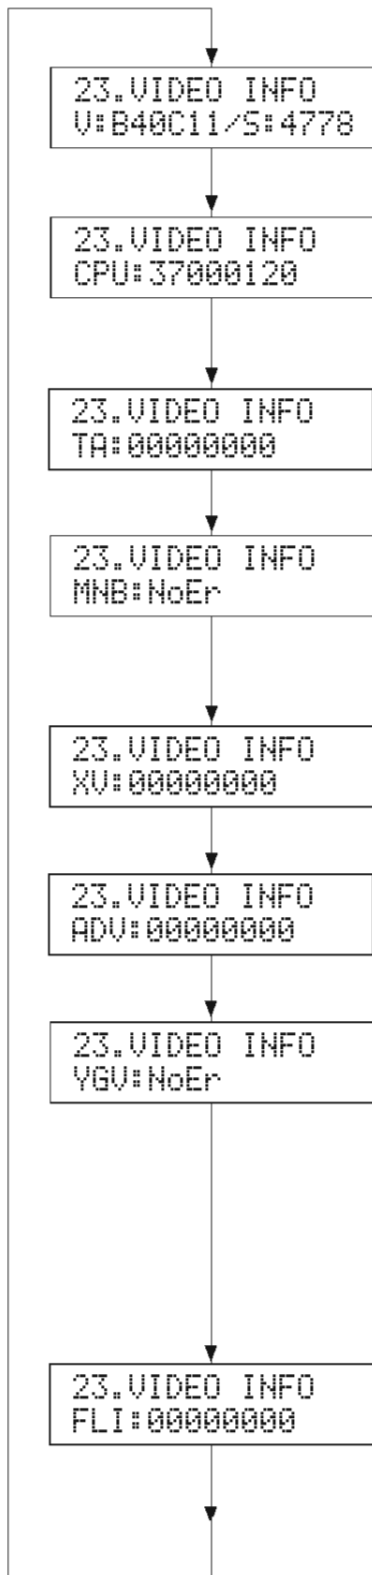 23.VIDEO INFO
V:B40C11/S:4778
23.VIDEO INFO
CPU:37000120
23.VIDEO INFO
TA:00000000
23.VIDEO INFO
MNB:NoEr
23.VIDEO INFO
XV:00000000
23.VIDEO INFO
ADV:00000000
23.VIDEO INFO
YGV:NoEr
23.VIDEO INFO
FLI:00000000